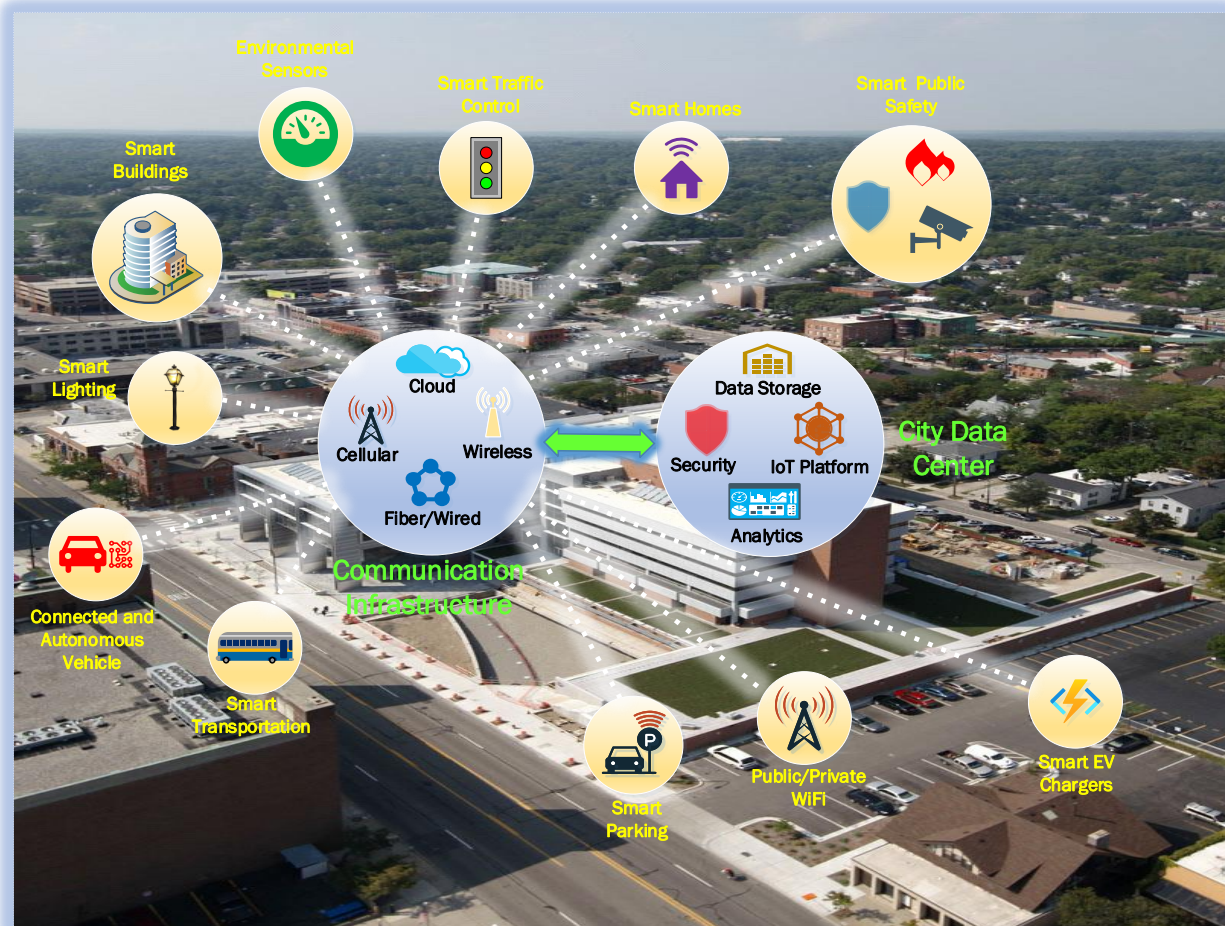 Environmental
Sensors
Smart Traffic
Control
Smart Homes
Smart Public
Safety
Smart
Buildings
Smart
Lighting
Cloud
Cellular
Wireless
Fiber/Wired
Communication
Infrastructure
Data Storage
Security
IoT Platform
Analytics
City Data
Center
Connected and
Autonomous
Vehicle
Smart
Transportation
P
Smart
Parking
Public/Private
WiFi
Smart EV
Chargers